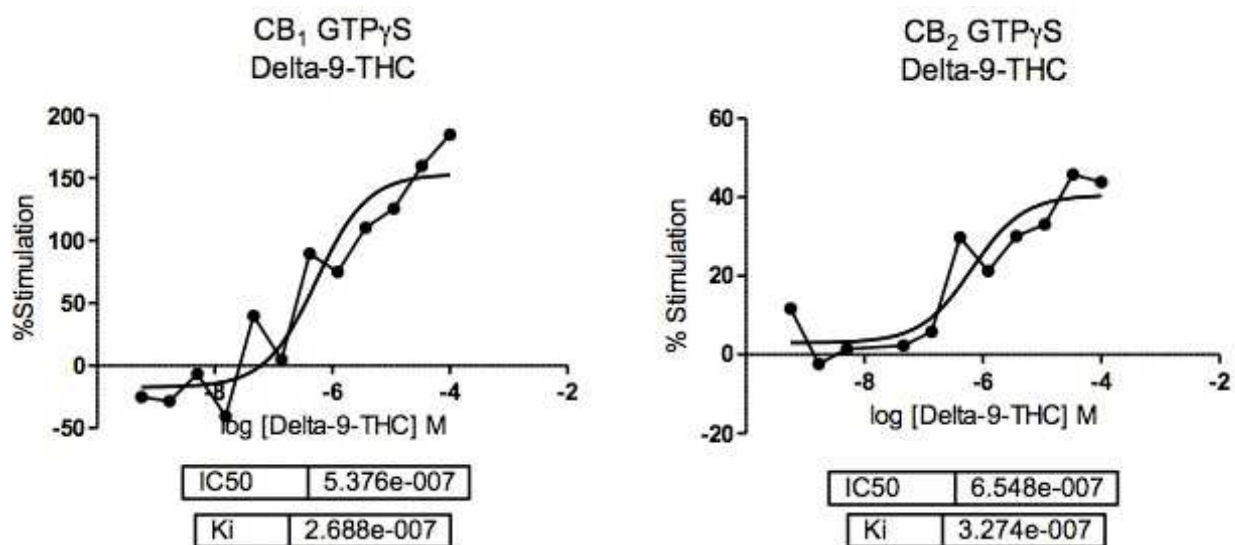 CB₁ GTPγS
Delta-9-THC
200
150
100
50
0
-50
%Stimulation
-8
-6
-4
-2
log [Delta-9-THC] M
IC50 5.376e-007
Ki 2.688e-007
CB₂ GTPγS
Delta-9-THC
60
40
20
0
-20
% Stimulation
-8
-6
-4
-2
log [Delta-9-THC] M
IC50 6.548e-007
Ki 3.274e-007